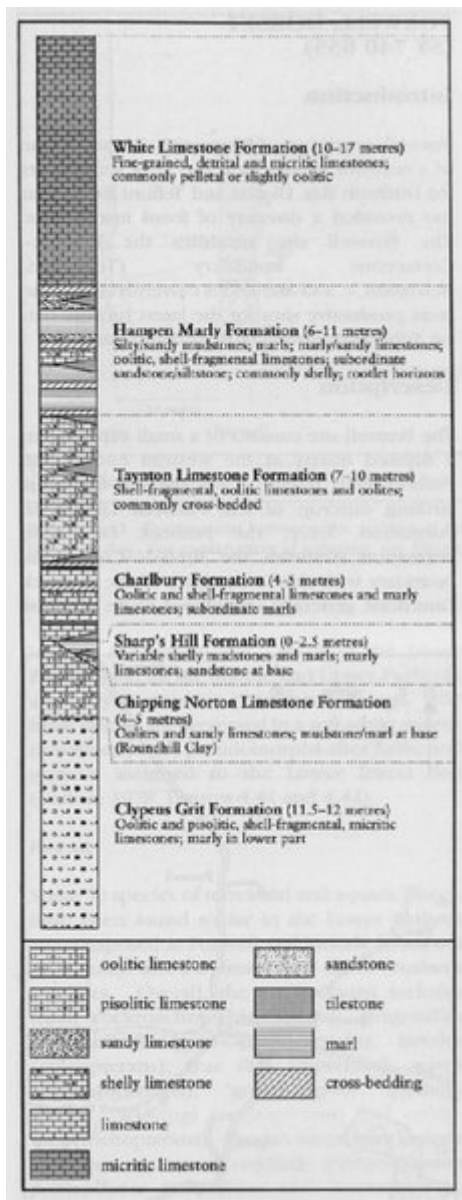 White Limestone Formation (10–17 metres)
Fine-grained, detrital and micritic limestones;
commonly pelletal or slightly oolitic
Hampen Marly Formation (6–11 metres)
Silty/sandy mudstones; marls; marly/sandy limestones;
oolitic, shell-fragmental limestones; subordinate
sandstone/siltstone; commonly shelly; rootlet horizons
Taynton Limestone Formation (7–10 metres)
Shell-fragmental, oolitic limestones and oolites;
commonly cross-bedded
Charlbury Formation (4–5 metres)
Oolitic and shell-fragmental limestones and marly
limestones; subordinate marls
Sharp's Hill Formation (0–2.5 metres)
Variable shelly mudstones and marls; marly
limestones; sandstone at base
Chipping Norton Limestone Formation
(4–5 metres)
Oolites and sandy limestones; mudstone/marl at base
(Roundhill Clay)
Clypeus Grit Formation (11.5–12 metres)
Oolitic and pisolitic, shell-fragmental, micritic
limestones; marly in lower part
oolitic limestone
pisolitic limestone
sandy limestone
shelly limestone
limestone
micritic limestone
sandstone
tilestone
marl
cross-bedding